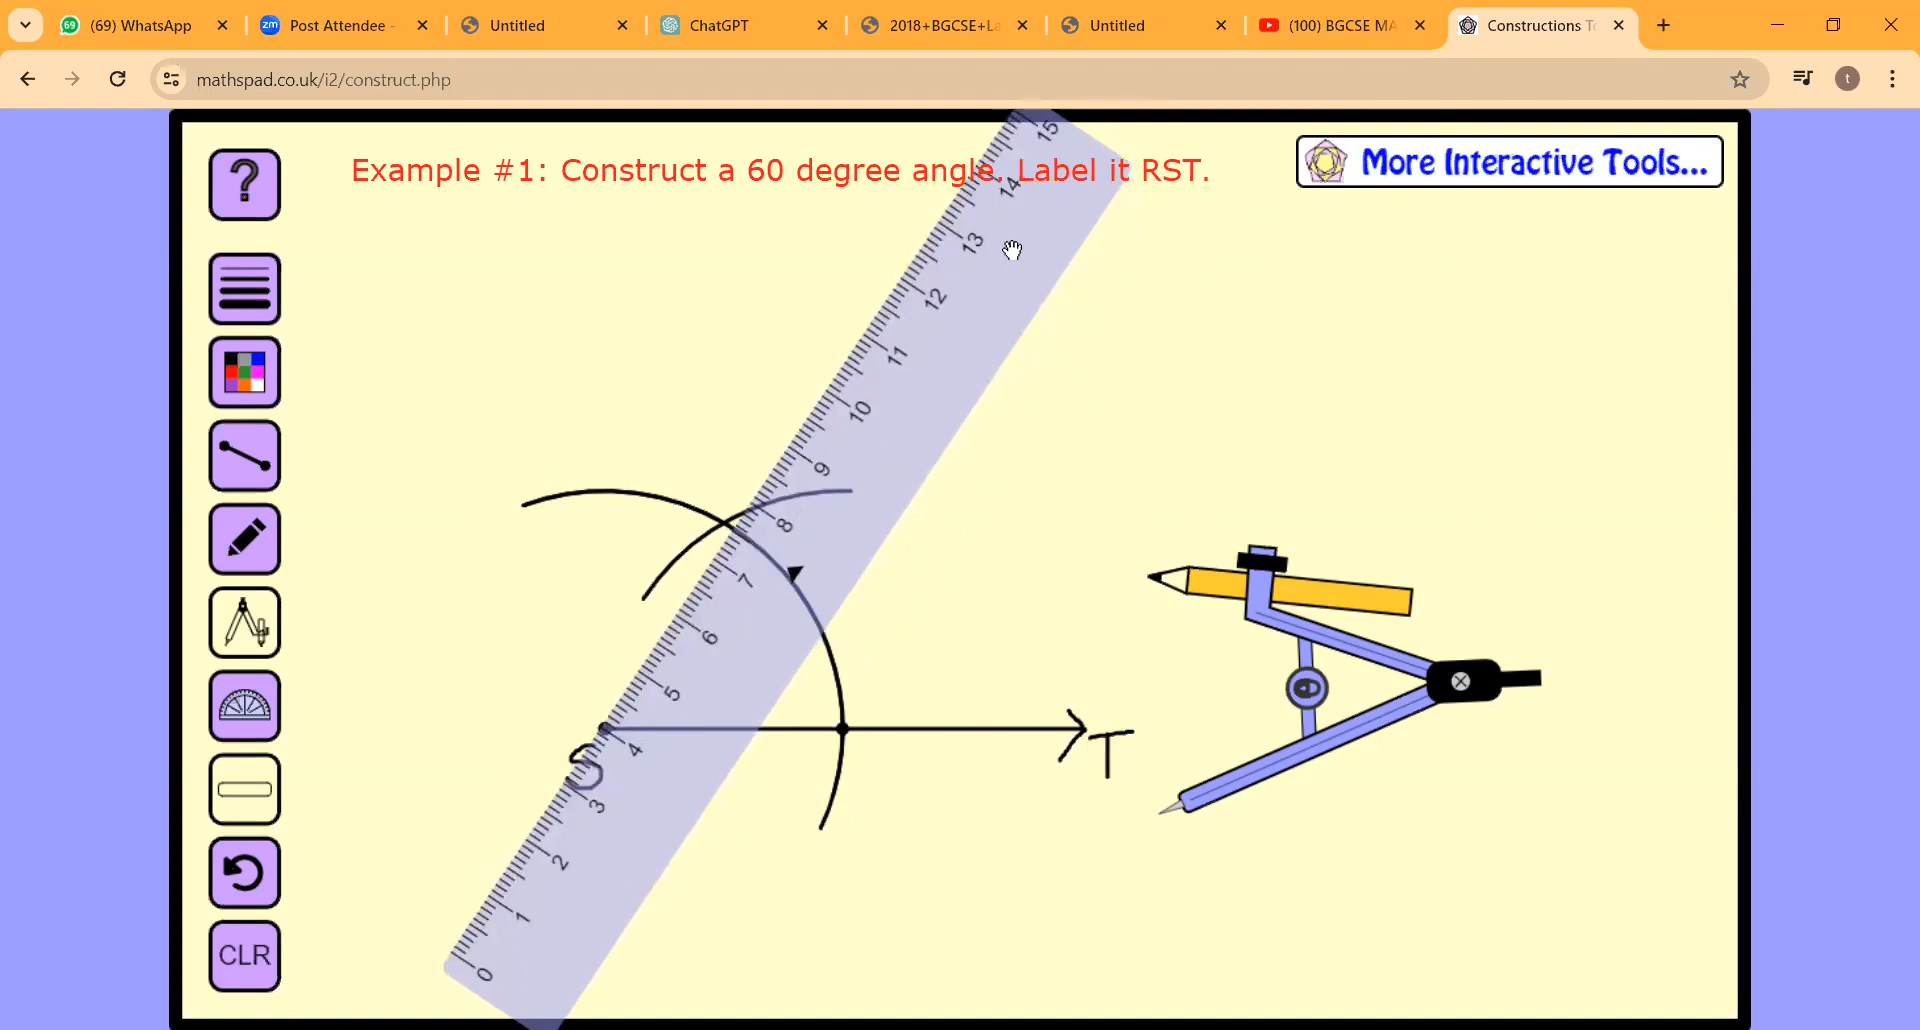 (69) WhatsApp
Post Attendee -
Untitled
ChatGPT
2018+BGCSE+La
Untitled
(100) BGCSE MA
Constructions To
mathspad.co.uk/i2/construct.php
t
Example #1: Construct a 60 degree angle. Label it RST.
More Interactive Tools...
?
CLR
15
14
13
12
11
10
9
8
7
6
5
4
3
2
1
0
S
T